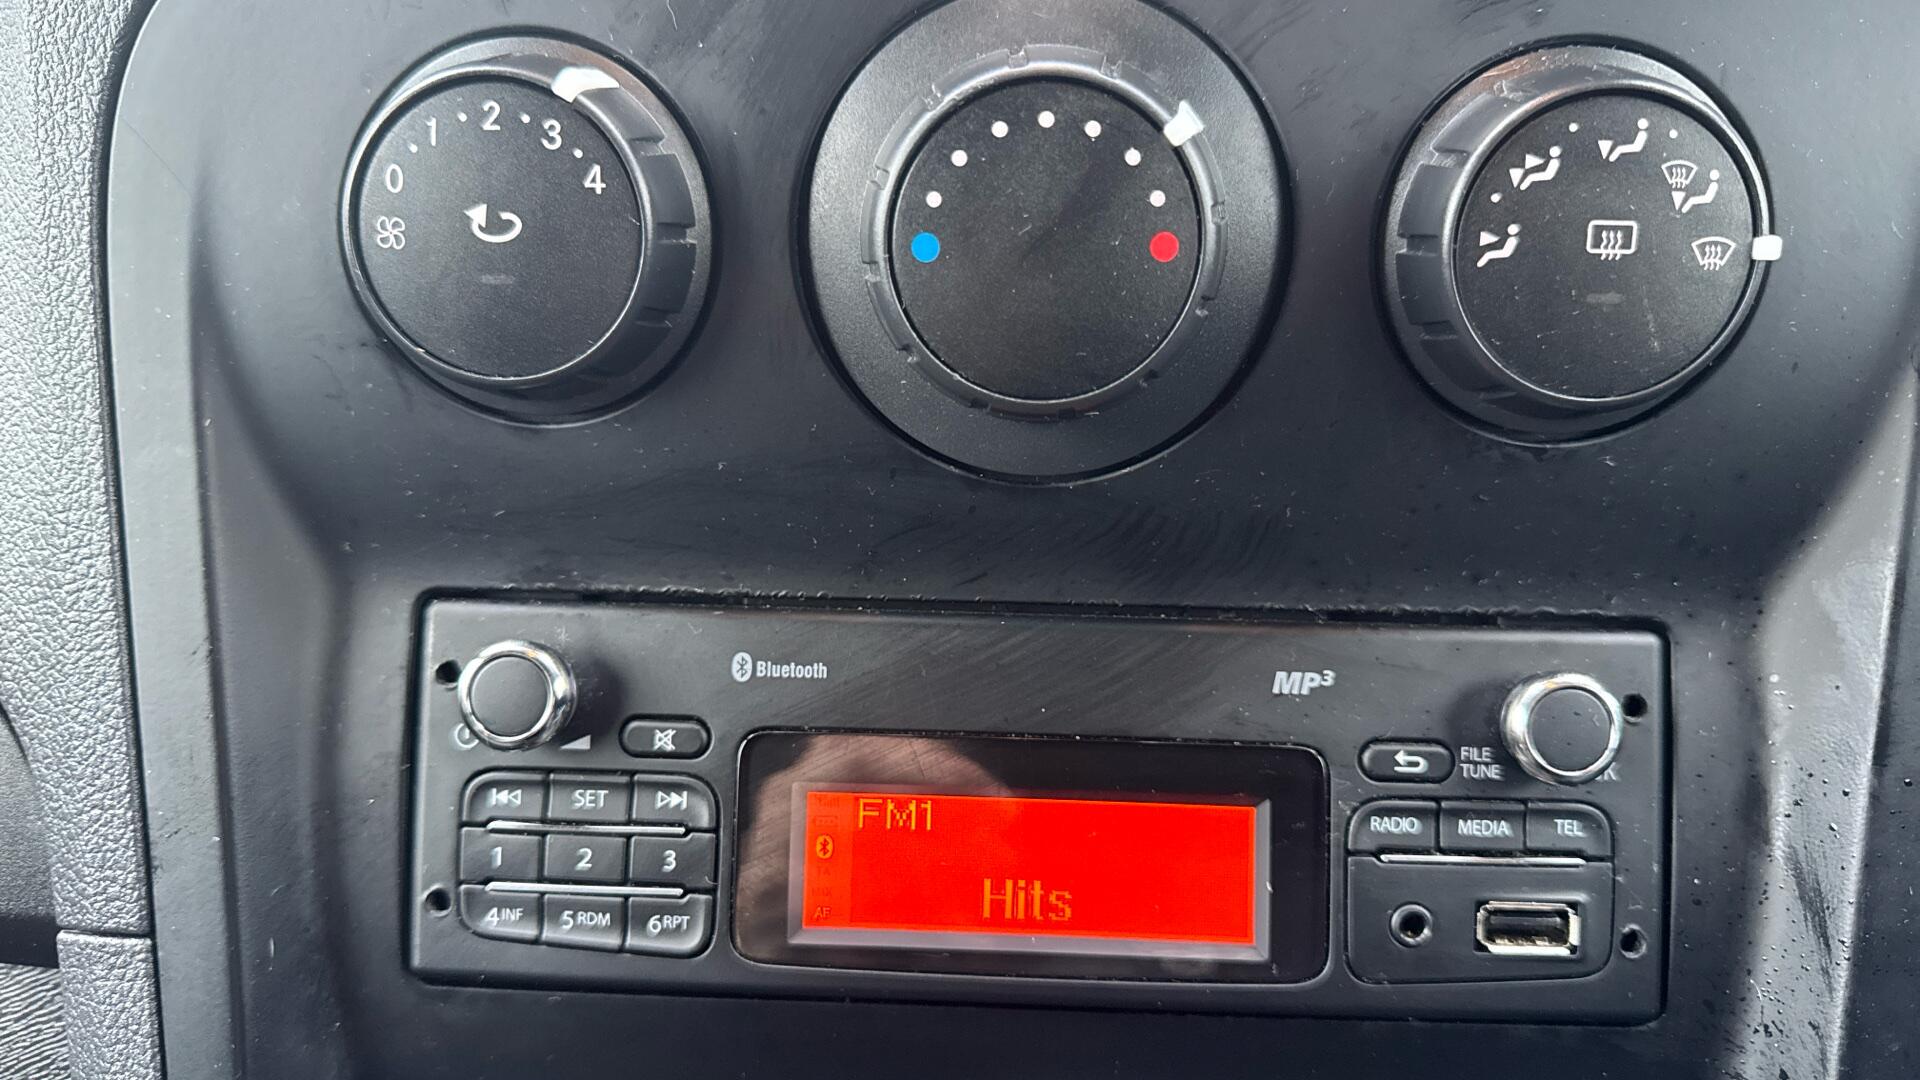 0 1 2 3 4
Bluetooth
MP3
FILE
TUNE
SET
FM1
RADIO
MEDIA
TEL
1
2
3
Hits
AF
4INF
5RDM
6RPT